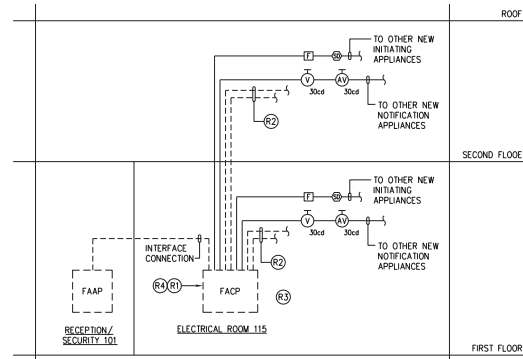 ROOF
TO OTHER NEW
INITIATING
APPLIANCES
F
SD
V
AV
30cd
30cd
TO OTHER NEW
NOTIFICATION
APPLIANCES
R2
SECOND FLOOE
TO OTHER NEW
INITIATING
APPLIANCES
F
SD
V
AV
30cd
30cd
TO OTHER NEW
NOTIFICATION
APPLIANCES
INTERFACE
CONNECTION
R2
FAAP
R4 R1
FACP
R3
RECEPTION/
SECURITY 101
ELECTRICAL ROOM 115
FIRST FLOOR